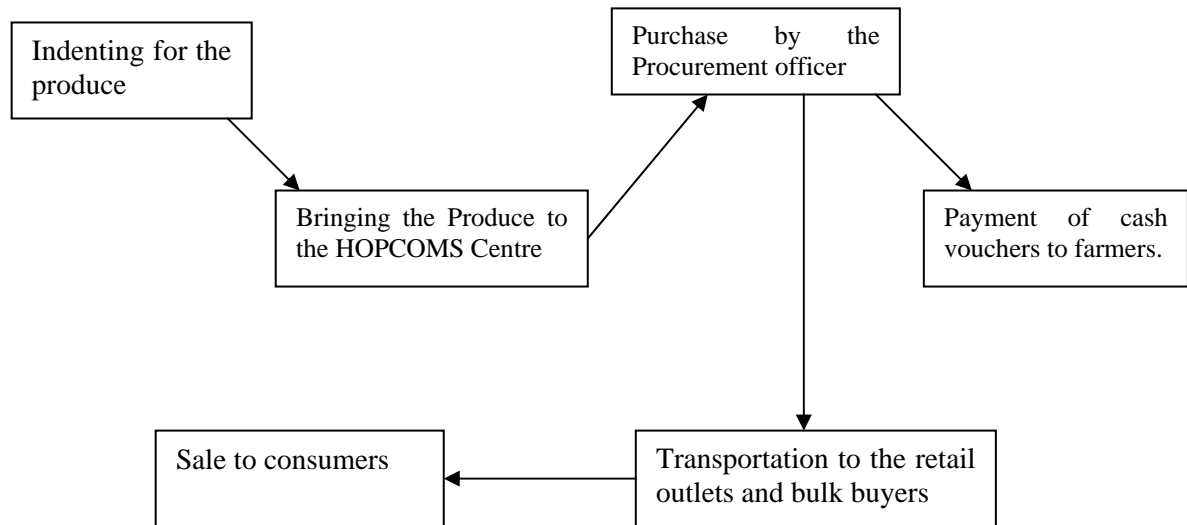 Indenting for the
produce
Purchase by the
Procurement officer
Bringing the Produce to
the HOPCOMS Centre
Payment of cash
vouchers to farmers.
Sale to consumers
Transportation to the retail
outlets and bulk buyers